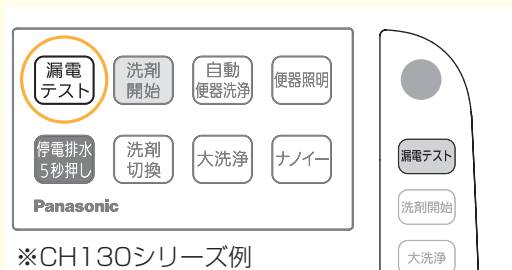 漏電
テスト
洗剤
開始
自動
便器洗浄
便器照明
停電排水
5秒押し
洗剤
切換
大洗浄
ナノイー
Panasonic
※CH130シリーズ例
漏電テスト
洗剤開始
大洗浄